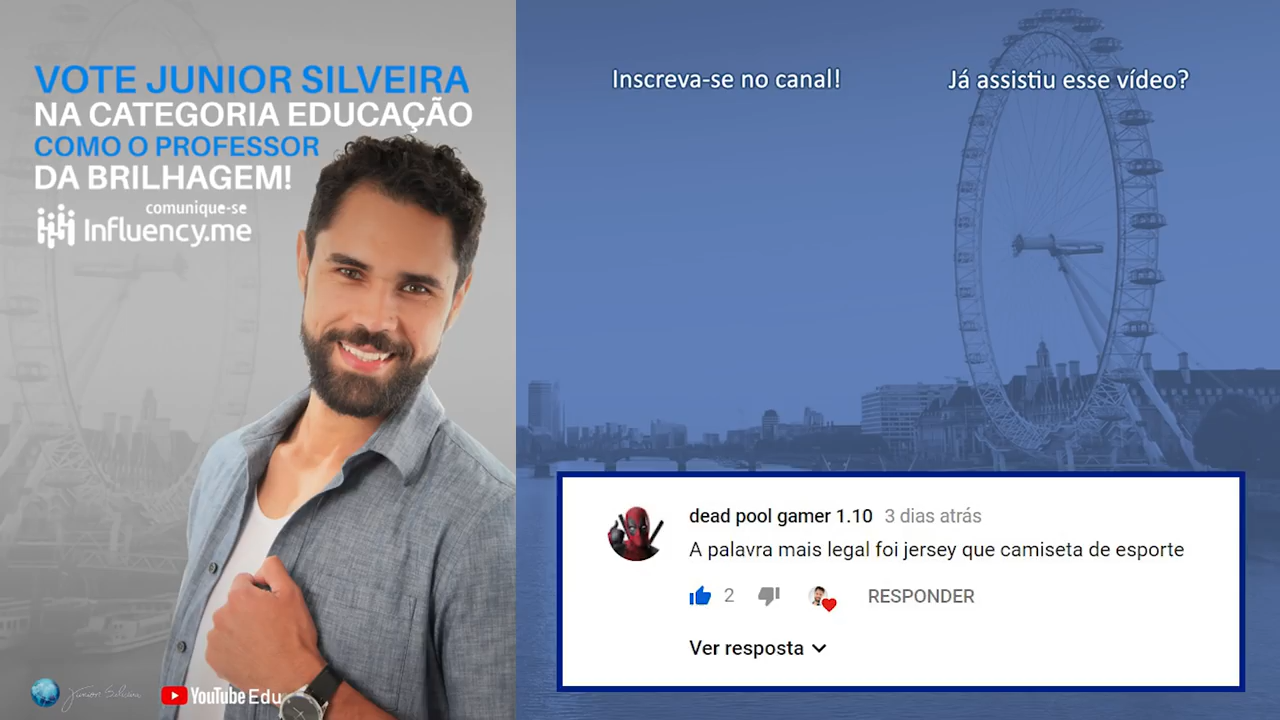 VOTE JUNIOR SILVEIRA
NA CATEGORIA EDUCAÇÃO
COMO O PROFESSOR
DA BRILHAGEM!
comunique-se
Influency.me
Inscreva-se no canal!
Já assistiu esse vídeo?
dead pool gamer 1.10 3 dias atrás
A palavra mais legal foi jersey que camiseta de esporte
2
RESPONDER
Ver resposta
Junior Silveira
YouTube Edu